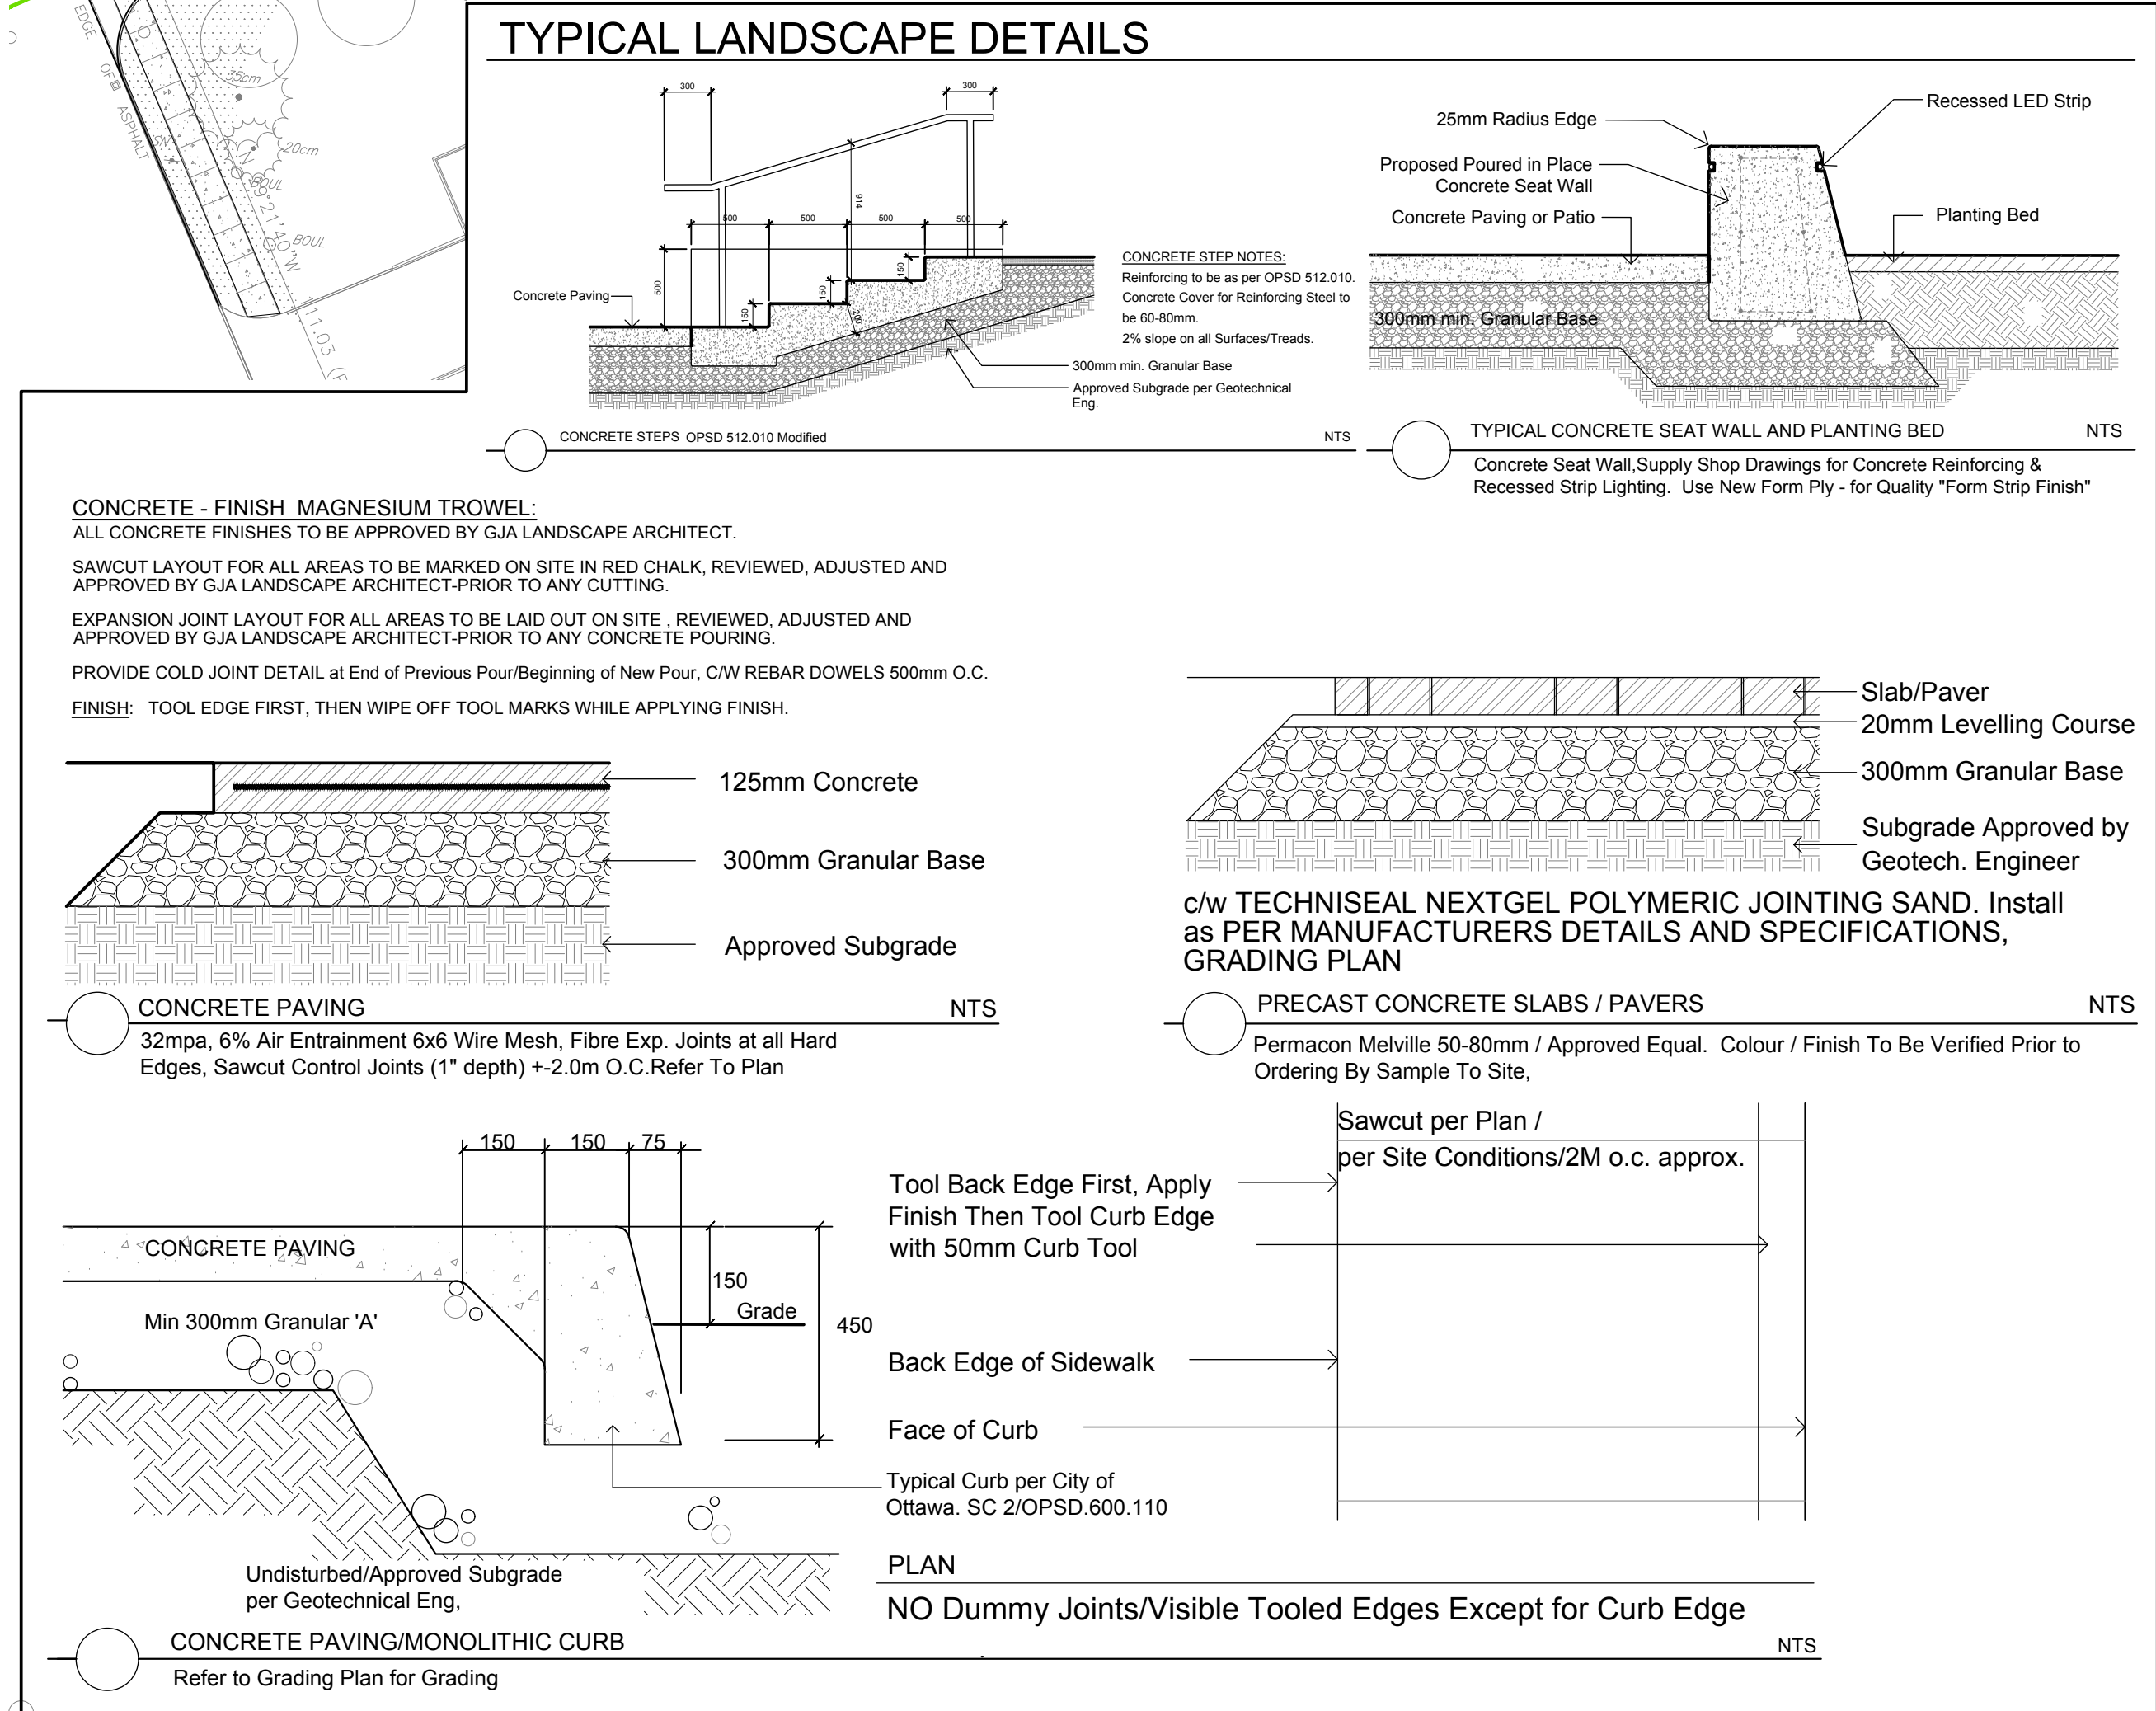 EDGE
OF
ASPHALT
35cm
20cm
BOUL
BOUL
TYPICAL LANDSCAPE DETAILS
300
300
914
500
500
500
500
500
150
150
150
200
Concrete Paving
CONCRETE STEP NOTES:
Reinforcing to be as per OPSD 512.010.
Concrete Cover for Reinforcing Steel to
be 60-80mm.
2% slope on all Surfaces/Treads.
300mm min. Granular Base
Approved Subgrade per Geotechnical
Eng.
CONCRETE STEPS OPSD 512.010 Modified
NTS
25mm Radius Edge
Recessed LED Strip
Proposed Poured in Place
Concrete Seat Wall
Concrete Paving or Patio
Planting Bed
300mm min. Granular Base
TYPICAL CONCRETE SEAT WALL AND PLANTING BED
NTS
Concrete Seat Wall,Supply Shop Drawings for Concrete Reinforcing &
Recessed Strip Lighting. Use New Form Ply - for Quality "Form Strip Finish"
CONCRETE - FINISH MAGNESIUM TROWEL:
ALL CONCRETE FINISHES TO BE APPROVED BY GJA LANDSCAPE ARCHITECT.
SAWCUT LAYOUT FOR ALL AREAS TO BE MARKED ON SITE IN RED CHALK, REVIEWED, ADJUSTED AND
APPROVED BY GJA LANDSCAPE ARCHITECT-PRIOR TO ANY CUTTING.
EXPANSION JOINT LAYOUT FOR ALL AREAS TO BE LAID OUT ON SITE , REVIEWED, ADJUSTED AND
APPROVED BY GJA LANDSCAPE ARCHITECT-PRIOR TO ANY CONCRETE POURING.
PROVIDE COLD JOINT DETAIL at End of Previous Pour/Beginning of New Pour, C/W REBAR DOWELS 500mm O.C.
FINISH: TOOL EDGE FIRST, THEN WIPE OFF TOOL MARKS WHILE APPLYING FINISH.
125mm Concrete
300mm Granular Base
Approved Subgrade
CONCRETE PAVING
NTS
32mpa, 6% Air Entrainment 6x6 Wire Mesh, Fibre Exp. Joints at all Hard
Edges, Sawcut Control Joints (1" depth) +-2.0m O.C.Refer To Plan
Slab/Paver
20mm Levelling Course
300mm Granular Base
Subgrade Approved by
Geotech. Engineer
c/w TECHNISEAL NEXTGEL POLYMERIC JOINTING SAND. Install
as PER MANUFACTURERS DETAILS AND SPECIFICATIONS,
GRADING PLAN
PRECAST CONCRETE SLABS / PAVERS
NTS
Permacon Melville 50-80mm / Approved Equal. Colour / Finish To Be Verified Prior to
Ordering By Sample To Site,
150
150
75
CONCRETE PAVING
150
Grade
450
Min 300mm Granular 'A'
Undisturbed/Approved Subgrade
per Geotechnical Eng,
CONCRETE PAVING/MONOLITHIC CURB
Refer to Grading Plan for Grading
Sawcut per Plan /
per Site Conditions/2M o.c. approx.
Tool Back Edge First, Apply
Finish Then Tool Curb Edge
with 50mm Curb Tool
Back Edge of Sidewalk
Face of Curb
Typical Curb per City of
Ottawa. SC 2/OPSD.600.110
PLAN
NO Dummy Joints/Visible Tooled Edges Except for Curb Edge
NTS